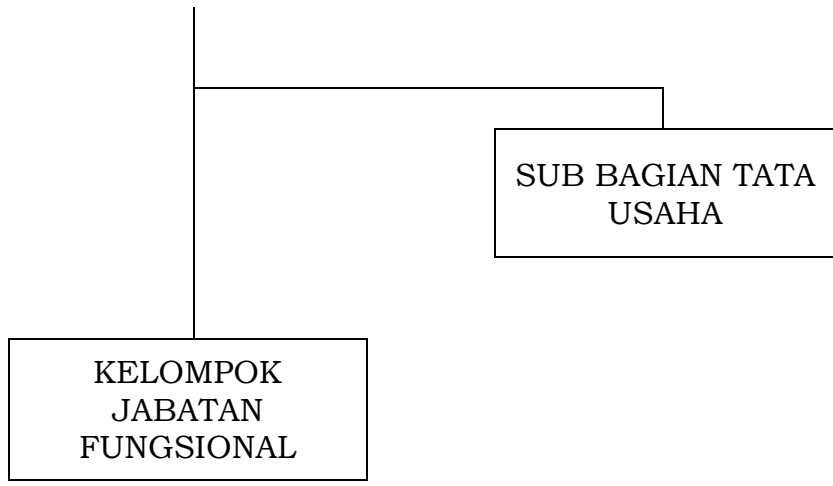 SUB BAGIAN TATA
USAHA
KELOMPOK
JABATAN
FUNGSIONAL